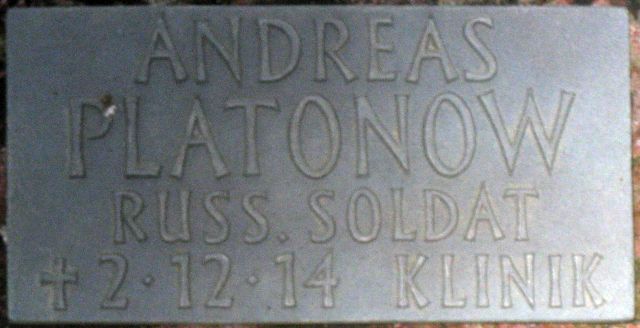 ANDREAS
PLATONOW
RUSS. SOLDAT
✝ 2·12·14 KLINIK